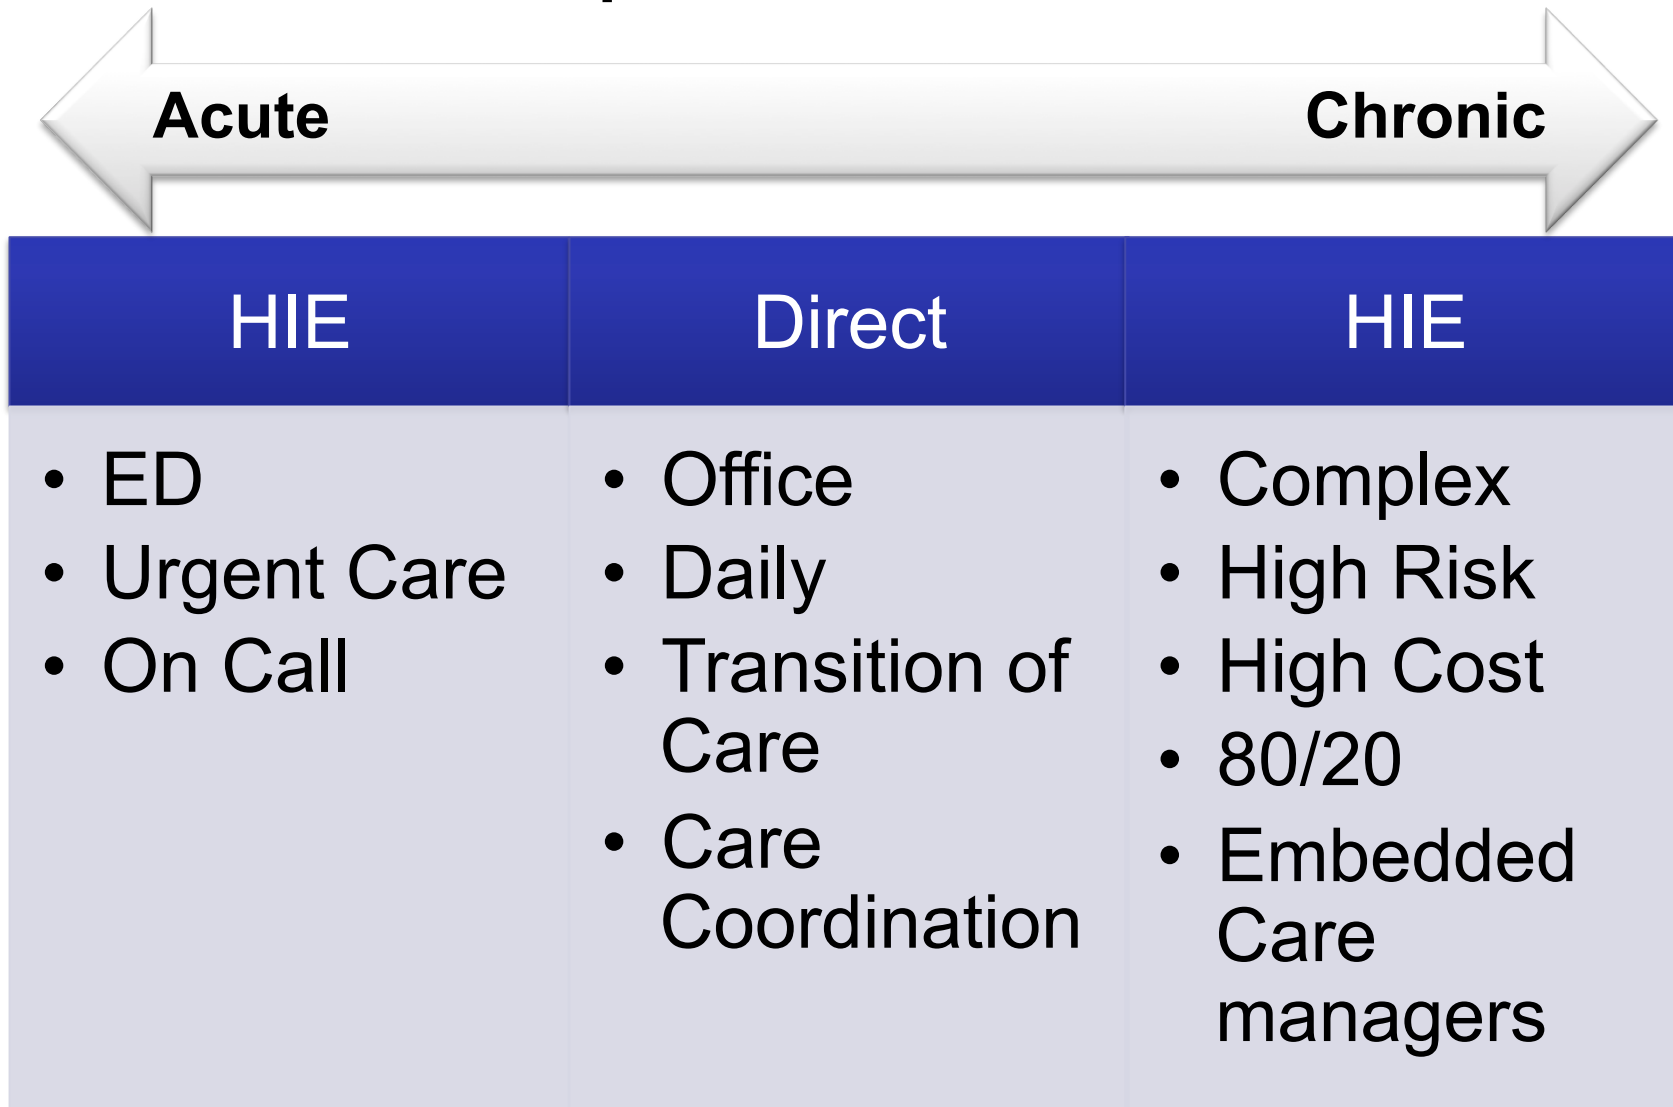 Acute
Chronic
HIE
Direct
HIE
• ED
• Urgent Care
• On Call
• Office
• Daily
• Transition of
Care
• Care
Coordination
• Complex
• High Risk
• High Cost
• 80/20
• Embedded
Care
managers